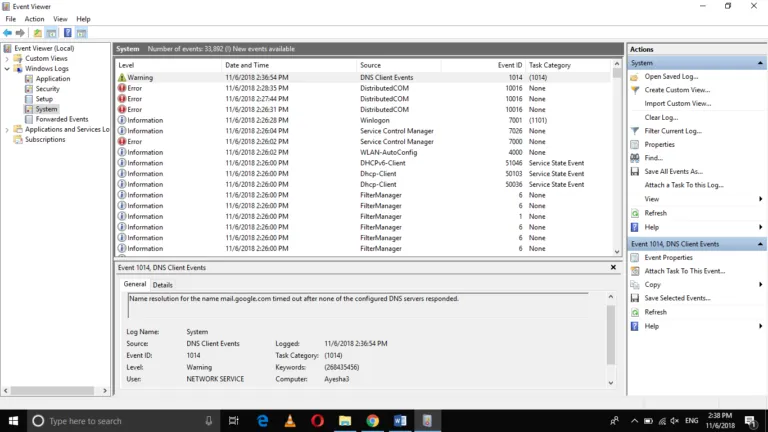 Event Viewer
File Action View Help
Event Viewer (Local)
Custom Views
Windows Logs
Application
Security
Setup
System
Forwarded Events
Applications and Services Lo
Subscriptions
System Number of events: 33,892 (!) New events available
Level Date and Time Source Event ID Task Category
Warning 11/6/2018 2:36:54 PM DNS Client Events 1014 (1014)
Error 11/6/2018 2:28:35 PM DistributedCOM 10016 None
Error 11/6/2018 2:27:44 PM DistributedCOM 10016 None
Error 11/6/2018 2:26:31 PM DistributedCOM 10016 None
Information 11/6/2018 2:26:28 PM Winlogon 7001 (1101)
Information 11/6/2018 2:26:04 PM Service Control Manager 7026 None
Error 11/6/2018 2:26:02 PM Service Control Manager 7000 None
Information 11/6/2018 2:26:02 PM WLAN-AutoConfig 4000 None
Information 11/6/2018 2:26:00 PM DHCPv6-Client 51046 Service State Event
Information 11/6/2018 2:26:00 PM Dhcp-Client 50103 Service State Event
Information 11/6/2018 2:26:00 PM Dhcp-Client 50036 Service State Event
Information 11/6/2018 2:26:00 PM FilterManager 6 None
Information 11/6/2018 2:26:00 PM FilterManager 6 None
Information 11/6/2018 2:26:00 PM FilterManager 1 None
Information 11/6/2018 2:26:00 PM FilterManager 6 None
Information 11/6/2018 2:26:00 PM FilterManager 6 None
Information 11/6/2018 2:26:00 PM FilterManager 6 None
Event 1014, DNS Client Events
General Details
Name resolution for the name mail.google.com timed out after none of the configured DNS servers responded.
Log Name: System
Source: DNS Client Events Logged: 11/6/2018 2:36:54 PM
Event ID: 1014 Task Category: (1014)
Level: Warning Keywords: (268435456)
User: NETWORK SERVICE Computer: Ayesha3
Actions
System
Open Saved Log...
Create Custom View...
Import Custom View...
Clear Log...
Filter Current Log...
Properties
Find...
Save All Events As...
Attach a Task To this Log...
View
Refresh
Help
Event 1014, DNS Client Events
Event Properties
Attach Task To This Event...
Copy
Save Selected Events...
Refresh
Help
Type here to search
ENG
2:38 PM
11/6/2018